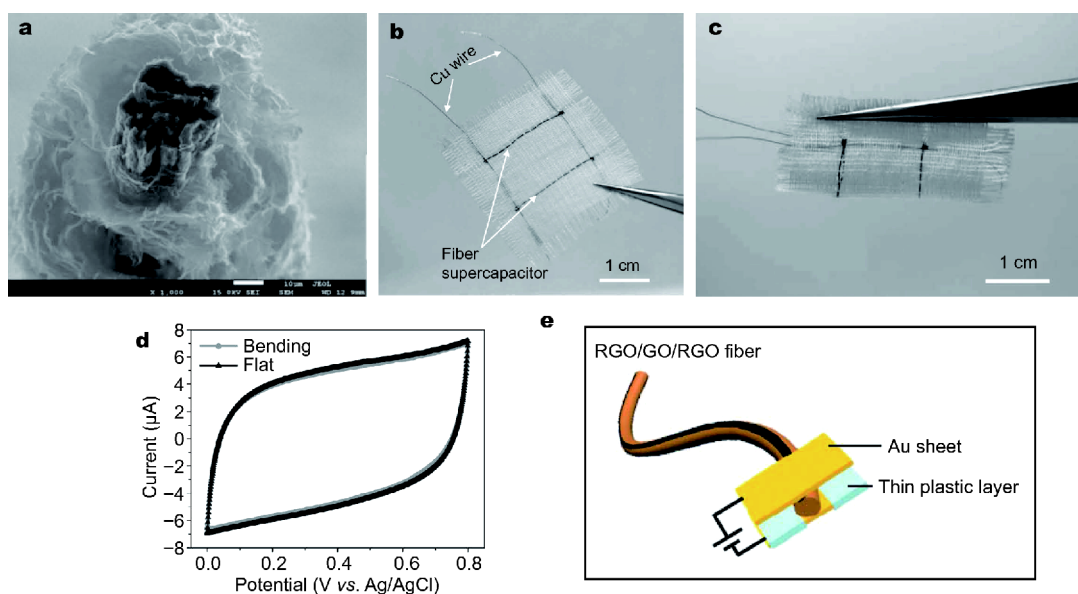 a
10μm JEOL
X 1,000 15.0kV SEI SEM WD 12.9mm
b
Cu wire
Fiber
supercapacitor
1 cm
c
1 cm
d
Bending
Flat
Current (μA)
8
6
4
2
0
−2
−4
−6
−8
0.0 0.2 0.4 0.6 0.8
Potential (V vs. Ag/AgCl)
e
RGO/GO/RGO fiber
Au sheet
Thin plastic layer